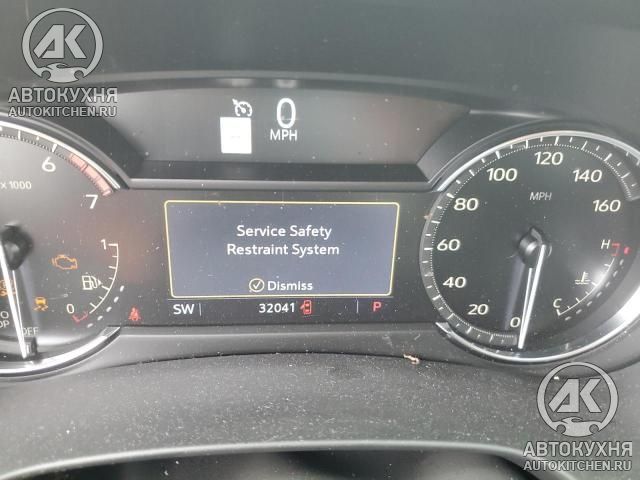 AK
АВТОКУХНЯ
AUTOKITCHEN.RU
0
MPH
x 1000
6
7
1
0
OFF
Service Safety
Restraint System
Dismiss
SW
32041
P
0
20
40
60
80
100
120
140
160
MPH
H
C
АК
АВТОКУХНЯ
AUTOKITCHEN.RU